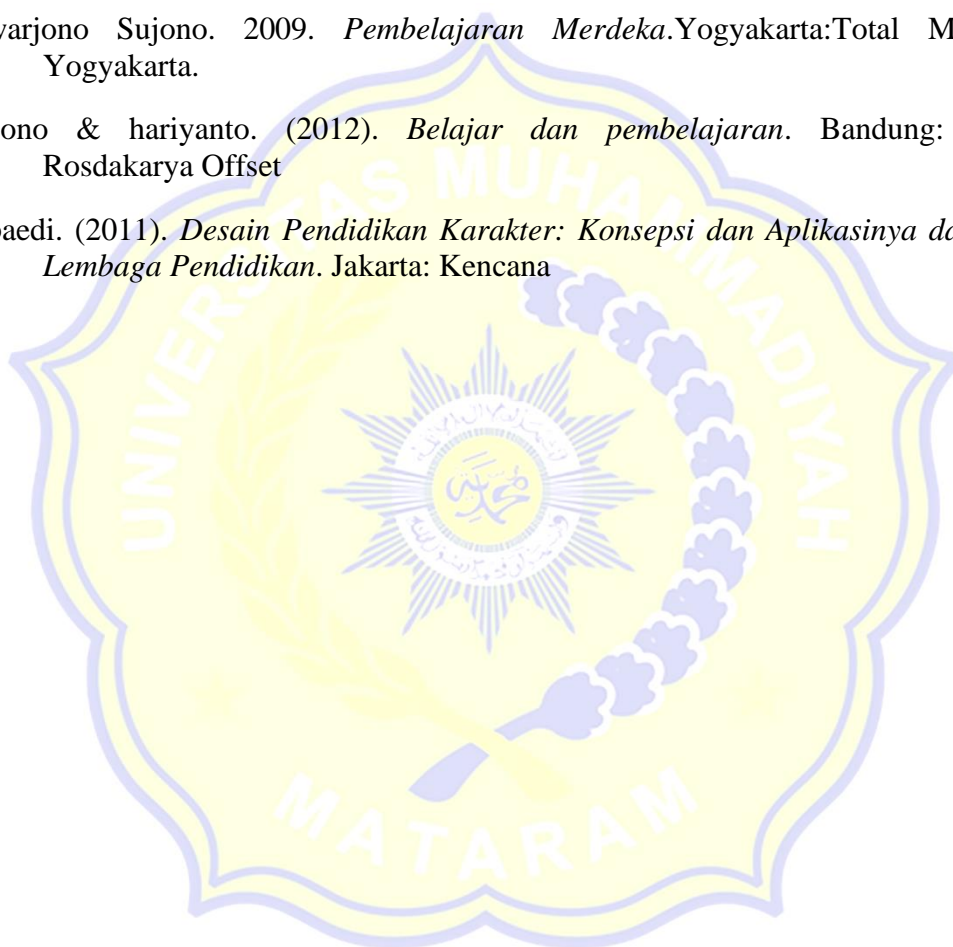 varjono Sujono. 2009. Pembelajaran Merdeka.Yogyakarta:Total M
Yogyakarta.
ono & hariyanto. (2012). Belajar dan pembelajaran. Bandung:
Rosdakarya Offset
aedi. (2011). Desain Pendidikan Karakter: Konsepsi dan Aplikasinya da
Lembaga Pendidikan. Jakarta: Kencana
UNIVERSITAS MUHAMMADIYAH
MATARAM